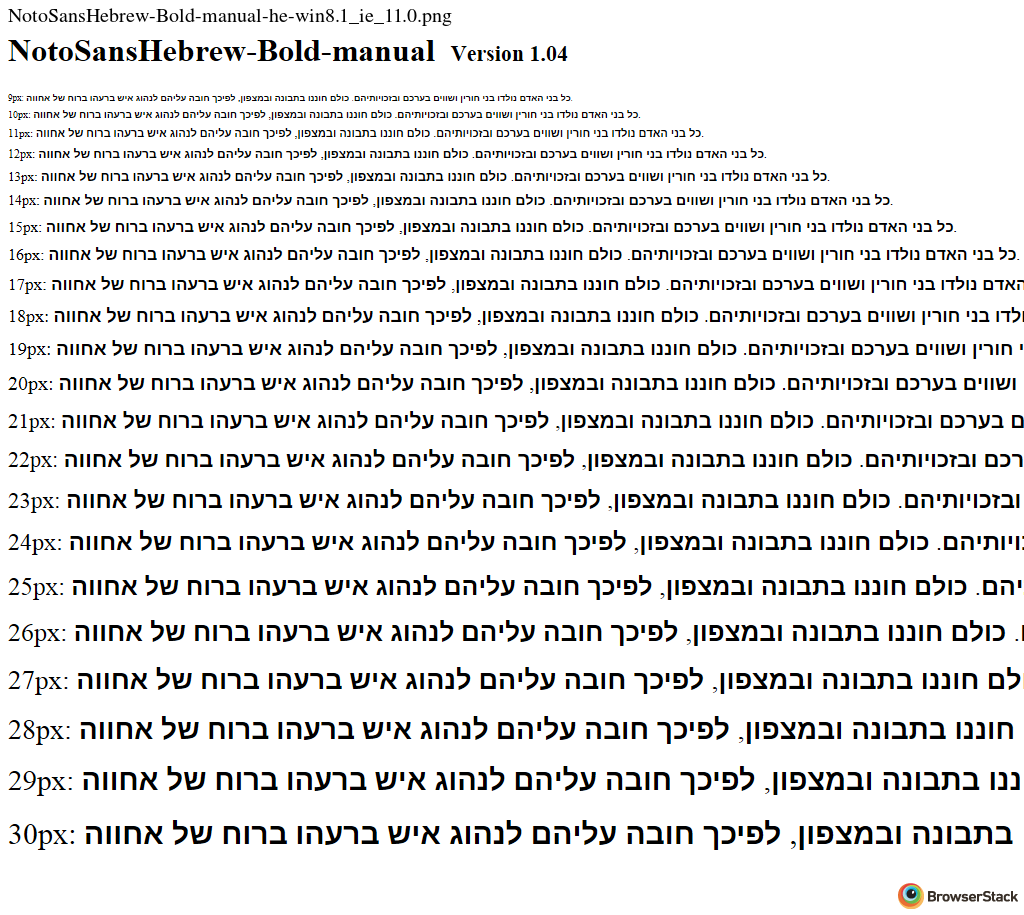 NotoSansHebrew-Bold-manual-he-win8.1_ie_11.0.png
NotoSansHebrew-Bold-manual Version 1.04
9px: כל בני האדם נולדו בני חורין ושווים בערכם ובזכויותיהם. כולם חוננו בתבונה ובמצפון, לפיכך חובה עליהם לנהוג איש ברעהו ברוח של אחווה.
10px: כל בני האדם נולדו בני חורין ושווים בערכם ובזכויותיהם. כולם חוננו בתבונה ובמצפון, לפיכך חובה עליהם לנהוג איש ברעהו ברוח של אחווה.
11px: כל בני האדם נולדו בני חורין ושווים בערכם ובזכויותיהם. כולם חוננו בתבונה ובמצפון, לפיכך חובה עליהם לנהוג איש ברעהו ברוח של אחווה.
12px: כל בני האדם נולדו בני חורין ושווים בערכם ובזכויותיהם. כולם חוננו בתבונה ובמצפון, לפיכך חובה עליהם לנהוג איש ברעהו ברוח של אחווה.
13px: כל בני האדם נולדו בני חורין ושווים בערכם ובזכויותיהם. כולם חוננו בתבונה ובמצפון, לפיכך חובה עליהם לנהוג איש ברעהו ברוח של אחווה.
14px: כל בני האדם נולדו בני חורין ושווים בערכם ובזכויותיהם. כולם חוננו בתבונה ובמצפון, לפיכך חובה עליהם לנהוג איש ברעהו ברוח של אחווה.
15px: כל בני האדם נולדו בני חורין ושווים בערכם ובזכויותיהם. כולם חוננו בתבונה ובמצפון, לפיכך חובה עליהם לנהוג איש ברעהו ברוח של אחווה.
16px: כל בני האדם נולדו בני חורין ושווים בערכם ובזכויותיהם. כולם חוננו בתבונה ובמצפון, לפיכך חובה עליהם לנהוג איש ברעהו ברוח של אחווה.
17px: האדם נולדו בני חורין ושווים בערכם ובזכויותיהם. כולם חוננו בתבונה ובמצפון, לפיכך חובה עליהם לנהוג איש ברעהו ברוח של אחווה
18px: לדו בני חורין ושווים בערכם ובזכויותיהם. כולם חוננו בתבונה ובמצפון, לפיכך חובה עליהם לנהוג איש ברעהו ברוח של אחווה
19px: י חורין ושווים בערכם ובזכויותיהם. כולם חוננו בתבונה ובמצפון, לפיכך חובה עליהם לנהוג איש ברעהו ברוח של אחווה
20px: ושווים בערכם ובזכויותיהם. כולם חוננו בתבונה ובמצפון, לפיכך חובה עליהם לנהוג איש ברעהו ברוח של אחווה
21px: ם בערכם ובזכויותיהם. כולם חוננו בתבונה ובמצפון, לפיכך חובה עליהם לנהוג איש ברעהו ברוח של אחווה
22px: רכם ובזכויותיהם. כולם חוננו בתבונה ובמצפון, לפיכך חובה עליהם לנהוג איש ברעהו ברוח של אחווה
23px: ובזכויותיהם. כולם חוננו בתבונה ובמצפון, לפיכך חובה עליהם לנהוג איש ברעהו ברוח של אחווה
24px: ויותיהם. כולם חוננו בתבונה ובמצפון, לפיכך חובה עליהם לנהוג איש ברעהו ברוח של אחווה
25px: יהם. כולם חוננו בתבונה ובמצפון, לפיכך חובה עליהם לנהוג איש ברעהו ברוח של אחווה
26px: . כולם חוננו בתבונה ובמצפון, לפיכך חובה עליהם לנהוג איש ברעהו ברוח של אחווה
27px: ולם חוננו בתבונה ובמצפון, לפיכך חובה עליהם לנהוג איש ברעהו ברוח של אחווה
28px: חוננו בתבונה ובמצפון, לפיכך חובה עליהם לנהוג איש ברעהו ברוח של אחווה
29px: ננו בתבונה ובמצפון, לפיכך חובה עליהם לנהוג איש ברעהו ברוח של אחווה
30px: בתבונה ובמצפון, לפיכך חובה עליהם לנהוג איש ברעהו ברוח של אחווה
BrowserStack